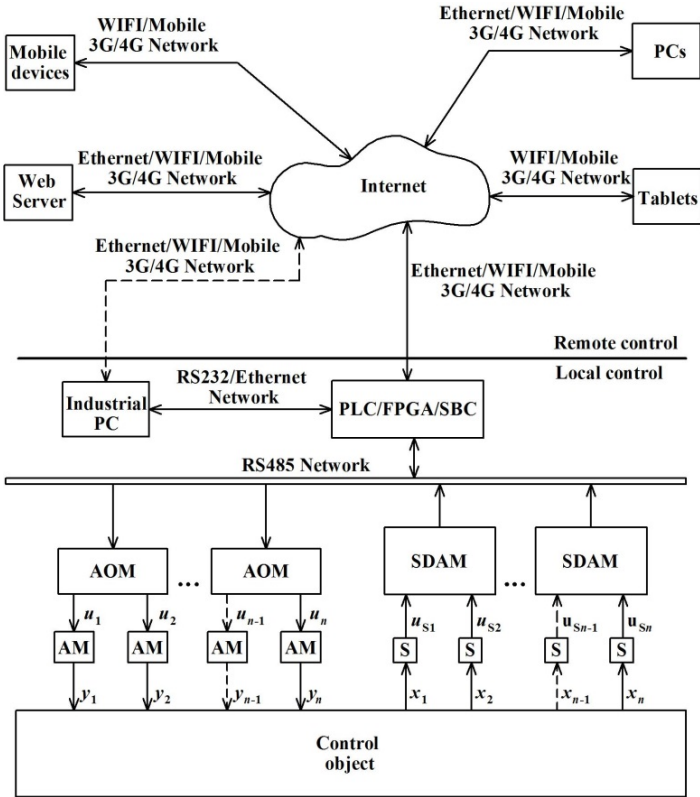 WIFI/Mobile
3G/4G Network
Ethernet/WIFI/Mobile
3G/4G Network
Mobile
devices
PCs
Ethernet/WIFI/Mobile
3G/4G Network
Internet
WIFI/Mobile
3G/4G Network
Web
Server
Tablets
Ethernet/WIFI/Mobile
3G/4G Network
Ethernet/WIFI/Mobile
3G/4G Network
Remote control
Local control
RS232/Ethernet
Network
Industrial
PC
PLC/FPGA/SBC
RS485 Network
AOM
...
AOM
SDAM
...
SDAM
u1
u2
un-1
un
uS1
uS2
uSn-1
uSn
AM
AM
AM
AM
S
S
S
S
y1
y2
yn-1
yn
x1
x2
xn-1
xn
Control
object